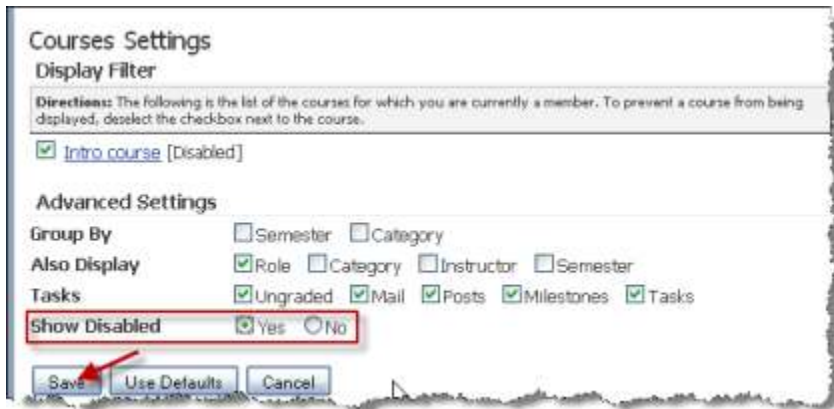 Courses Settings
Display Filter
Directions: The following is the list of the courses for which you are currently a member. To prevent a course from being
displayed, deselect the checkbox next to the course.
Intro course [Disabled]
Advanced Settings
Group By Semester Category
Also Display Role Category Instructor Semester
Tasks Ungraded Mail Posts Milestones Tasks
Show Disabled Yes No
Save Use Defaults Cancel